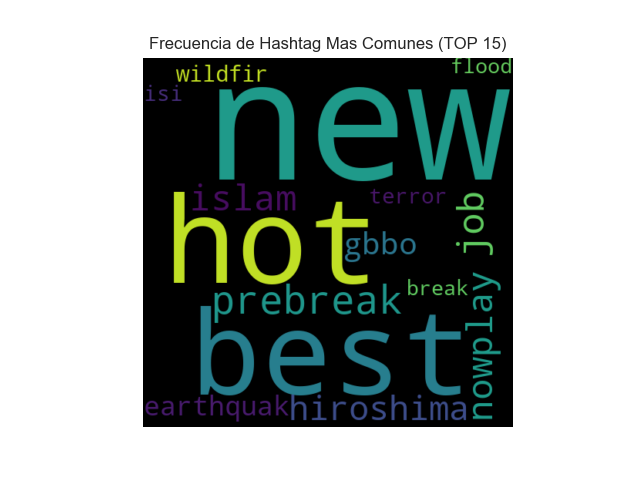 Frecuencia de Hashtag Mas Comunes (TOP 15)
flood
wildfir
isi
new
islam
terror
job
hot
gbbo
break
prebreak
nowplay
best
earthquak
hiroshima